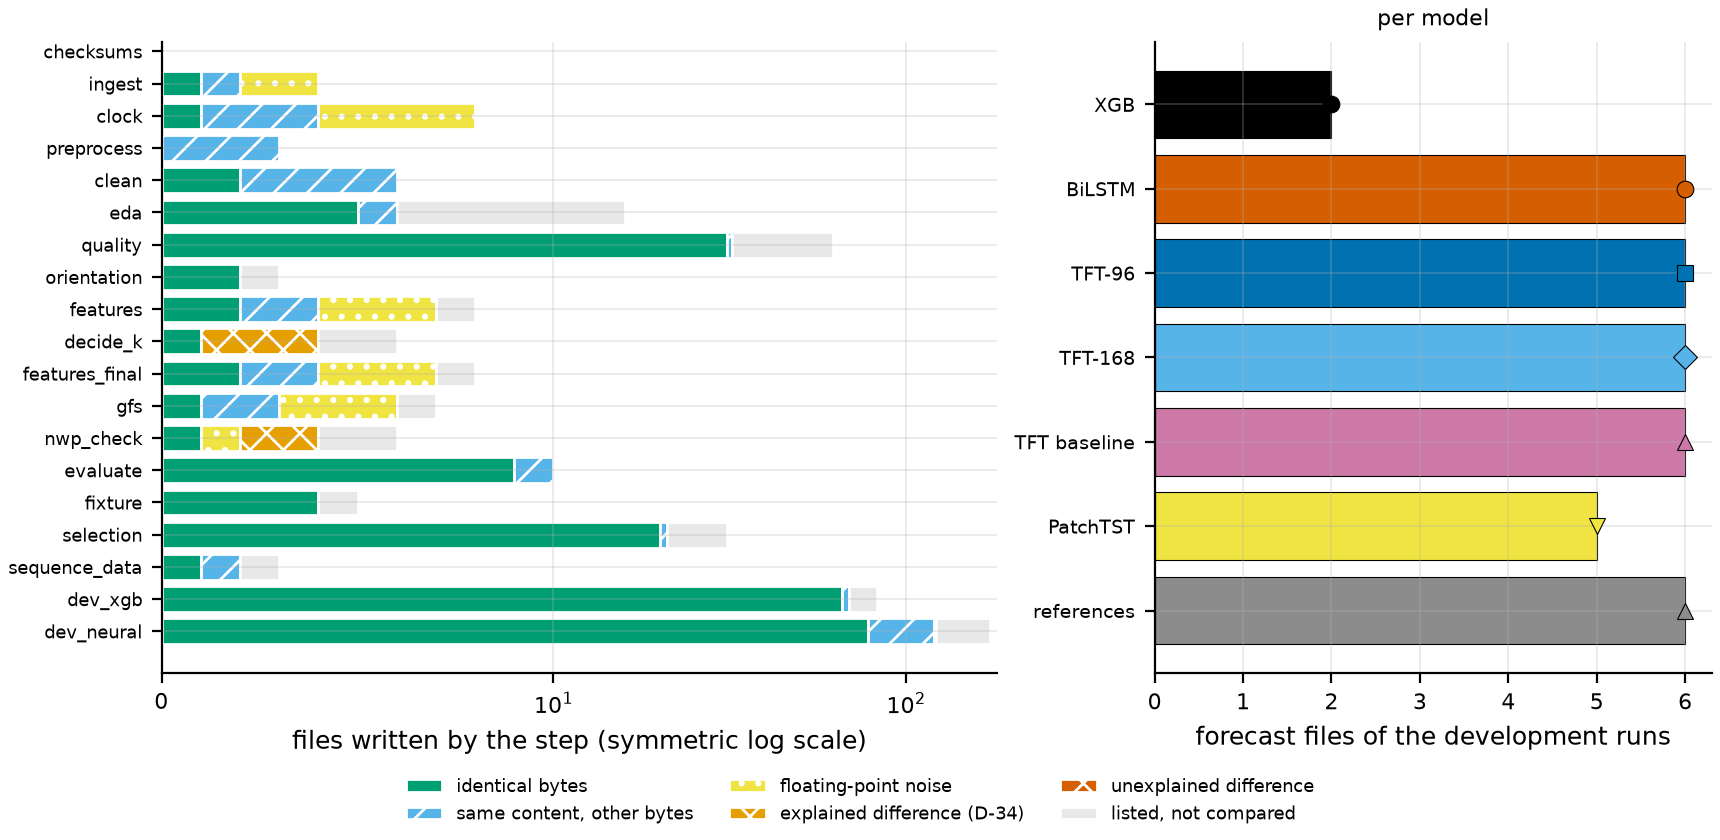 per model
checksums
ingest
clock
preprocess
clean
eda
quality
orientation
features
decide_k
features_final
gfs
nwp_check
evaluate
fixture
selection
sequence_data
dev_xgb
dev_neural
0
10¹
10²
files written by the step (symmetric log scale)
XGB
BiLSTM
TFT-96
TFT-168
TFT baseline
PatchTST
references
0 1 2 3 4 5 6
forecast files of the development runs
identical bytes
same content, other bytes
floating-point noise
explained difference (D-34)
unexplained difference
listed, not compared